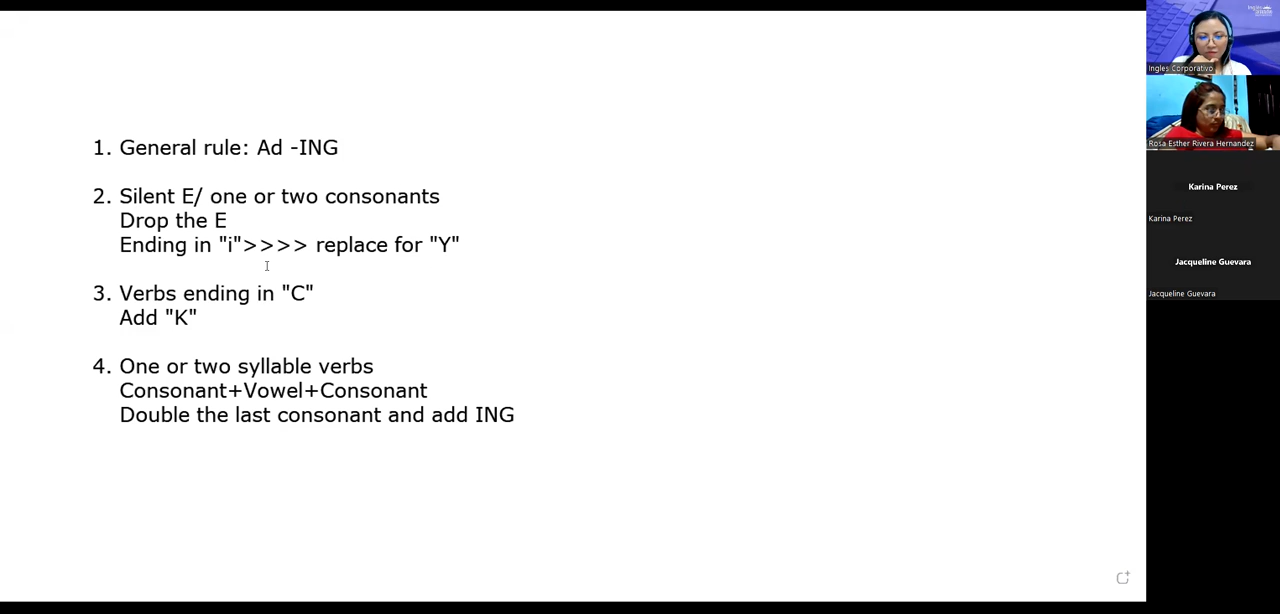 1. General rule: Ad -ING
2. Silent E/ one or two consonants
Drop the E
Ending in "i">>>> replace for "Y"
3. Verbs ending in "C"
Add "K"
4. One or two syllable verbs
Consonant+Vowel+Consonant
Double the last consonant and add ING
Ingles Corporativo
Rosa Esther Rivera Hernandez
Karina Perez
Karina Perez
Jacqueline Guevara
Jacqueline Guevara